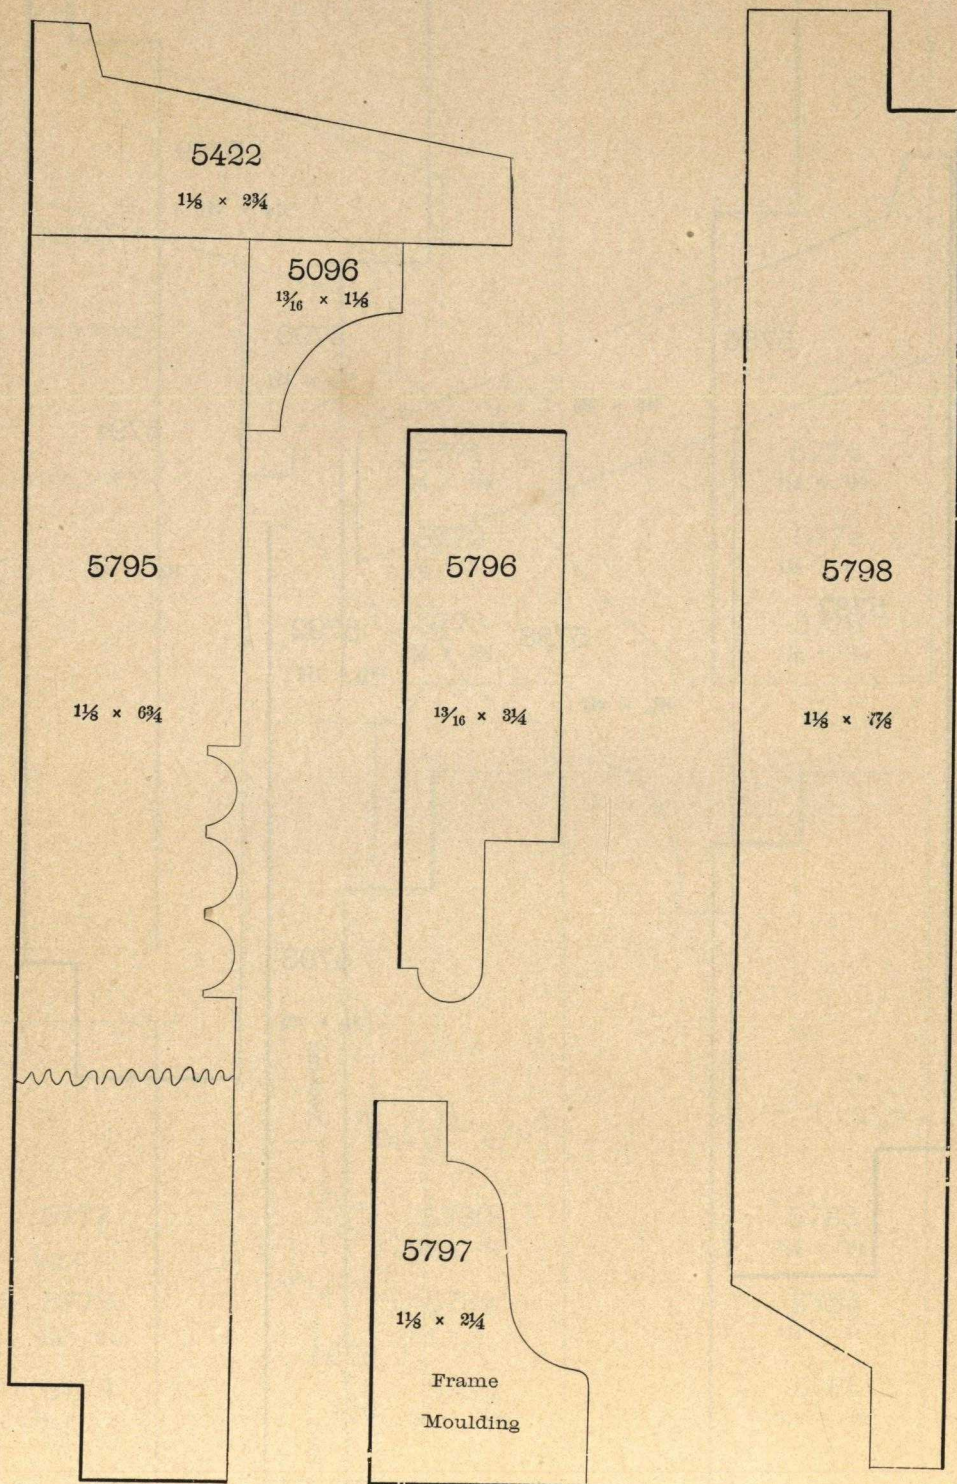 5422
1⅛ × 2¾
5096
13⁄16 × 1⅛
5795
1⅛ × 6¾
5796
13⁄16 × 3¼
5798
1⅛ × 7⅞
5797
1⅛ × 2¼
Frame
Moulding